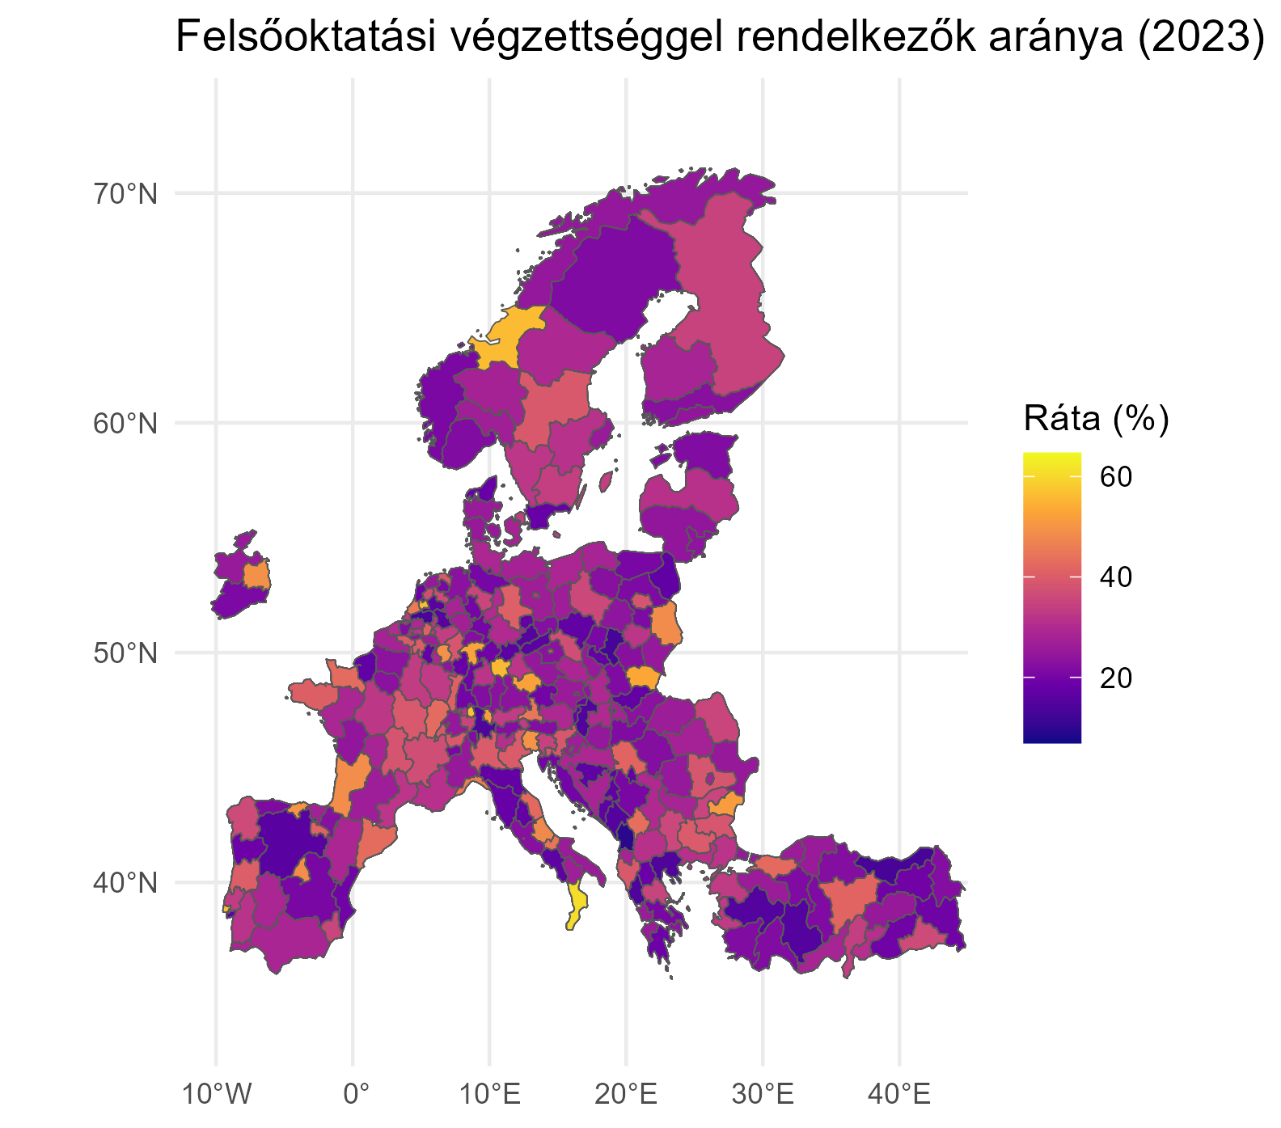 Felsőoktatási végzettséggel rendelkezők aránya (2023)
70°N
60°N
50°N
40°N
10°W 0° 10°E 20°E 30°E 40°E
Ráta (%)
60
40
20